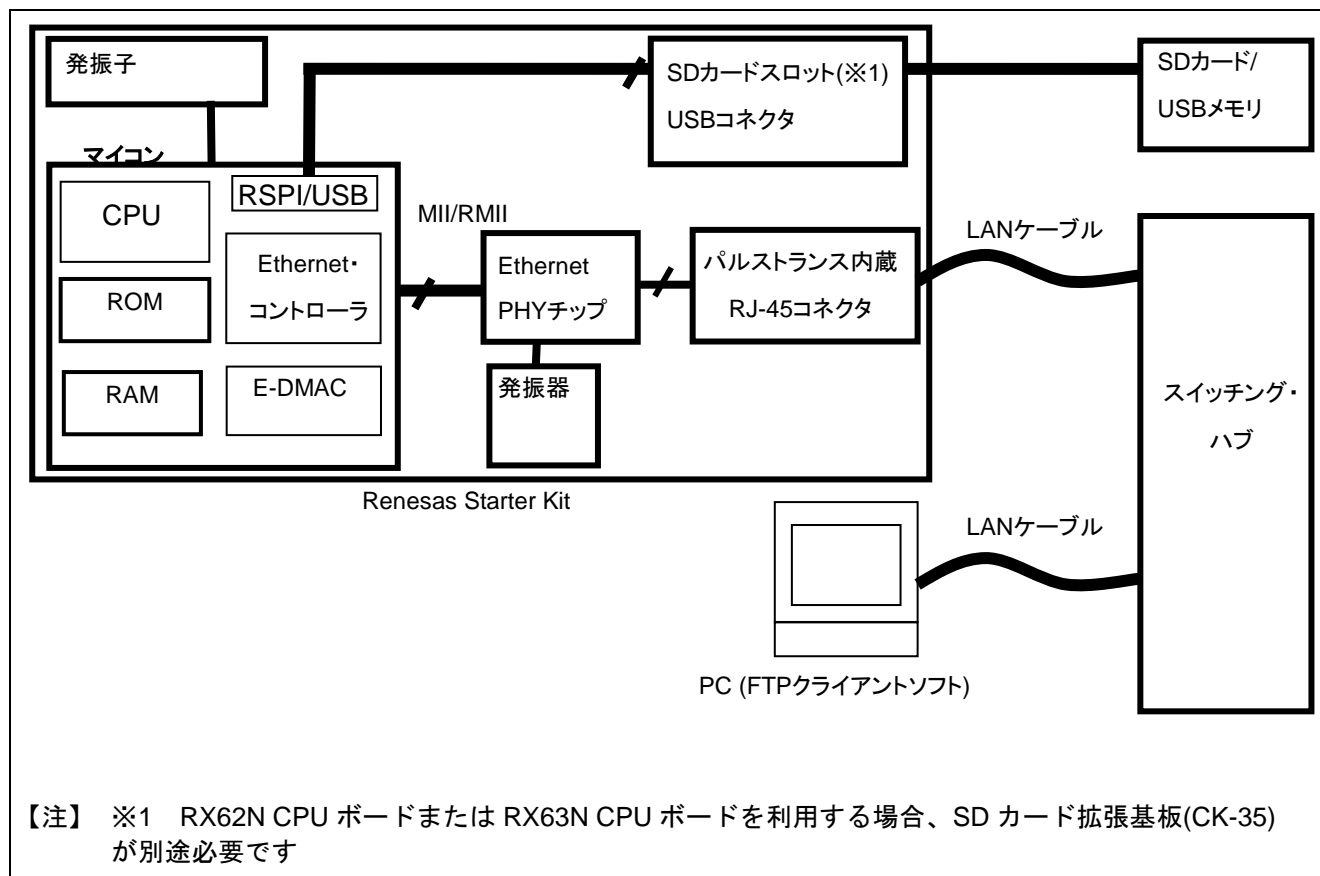 発振子
SDカードスロット(※1)
USBコネクタ
SDカード/
USBメモリ
マイコン
CPU
RSPI/USB
MII/RMII
LANケーブル
Ethernet・
コントローラ
Ethernet
PHYチップ
パルストランス内蔵
RJ-45コネクタ
ROM
RAM
E-DMAC
発振器
スイッチング・
ハブ
Renesas Starter Kit
LANケーブル
PC (FTPクライアントソフト)
【注】 ※1 RX62N CPU ボードまたは RX63N CPU ボードを利用する場合、SD カード拡張基板(CK-35)
が別途必要です